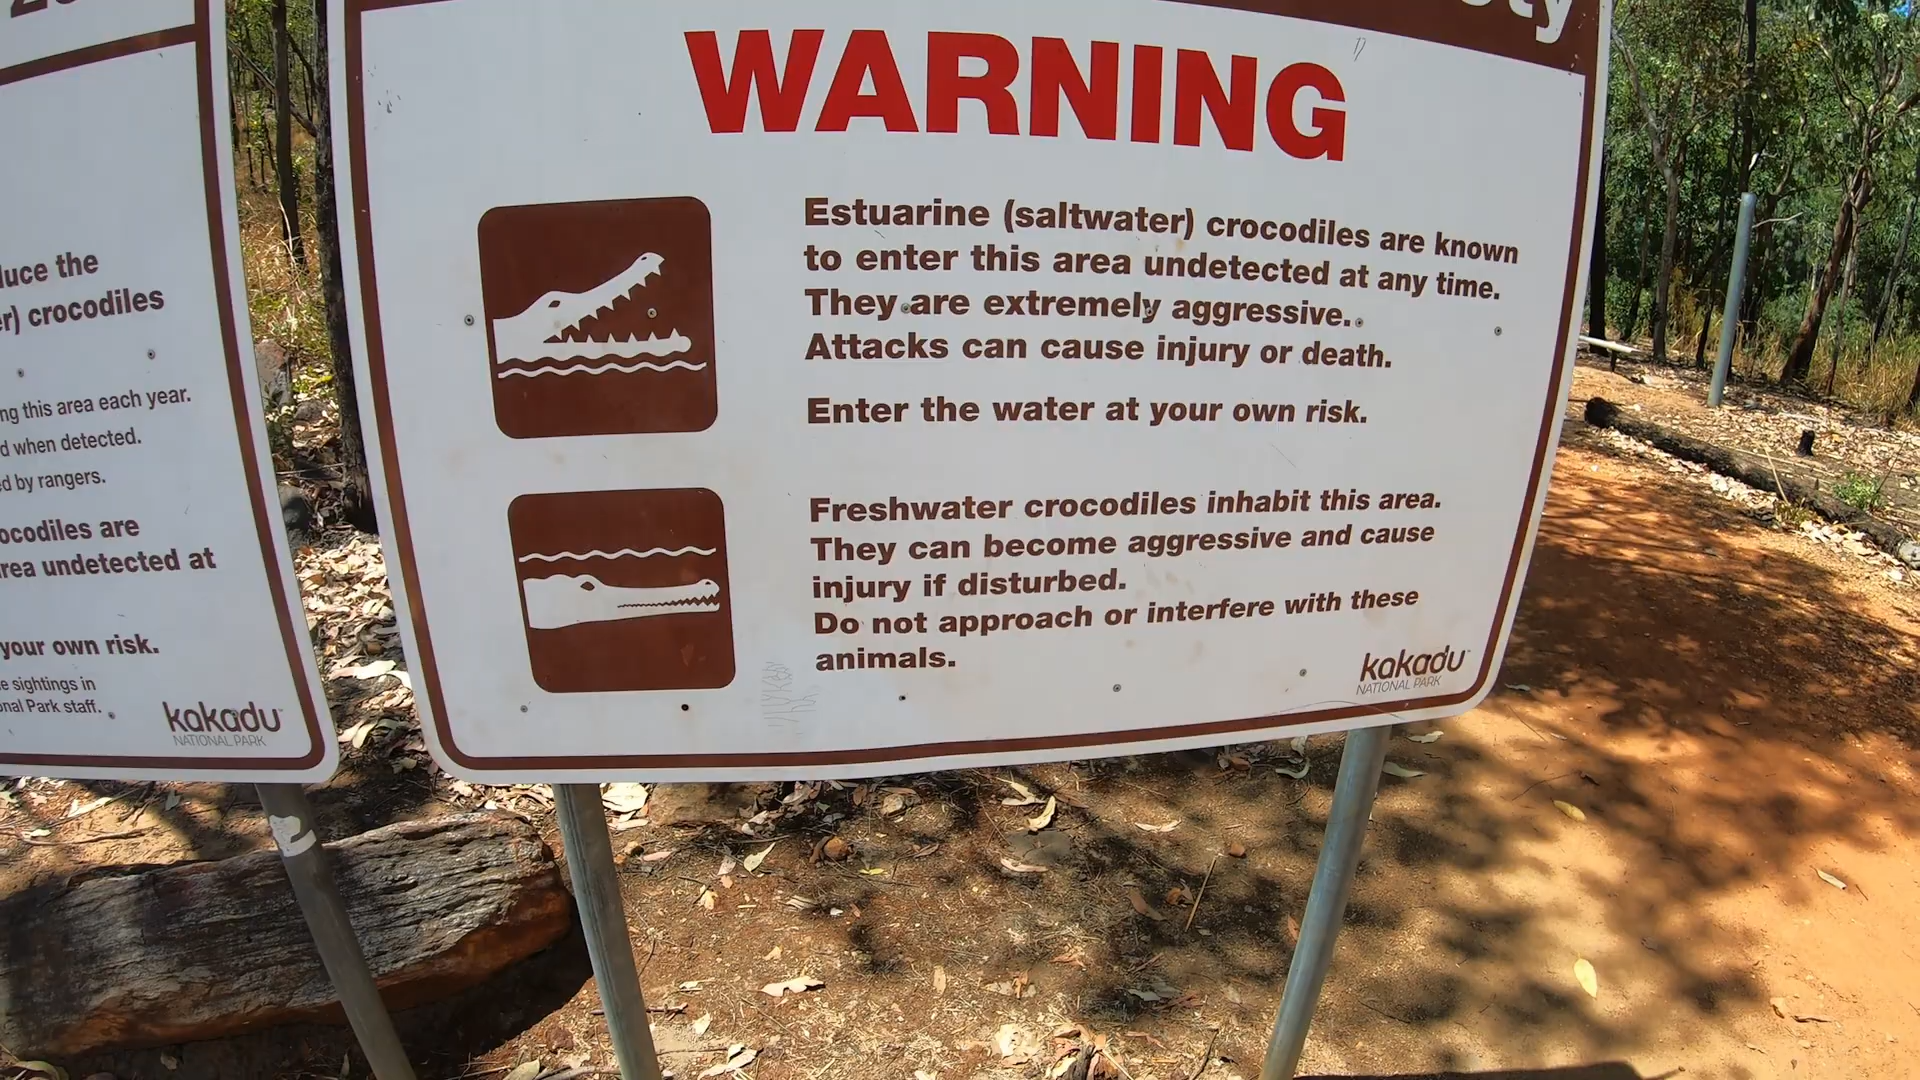 luce the
er) crocodiles
ng this area each year.
d when detected.
ed by rangers.
ocodiles are
rea undetected at
your own risk.
e sightings in
onal Park staff.
kakadu
NATIONAL PARK
WARNING
Estuarine (saltwater) crocodiles are known
to enter this area undetected at any time.
They are extremely aggressive.
Attacks can cause injury or death.
Enter the water at your own risk.
Freshwater crocodiles inhabit this area.
They can become aggressive and cause
injury if disturbed.
Do not approach or interfere with these
animals.
kakadu
NATIONAL PARK